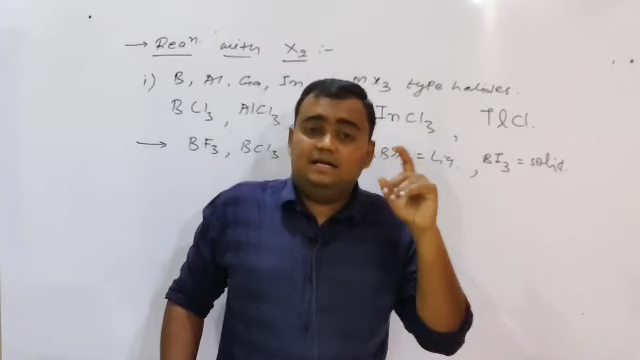 → Reaⁿ. with X₂ :-
i) B, Al, Ga, In MX₃ type halides.
BCl₃, AlCl₃, InCl₃, TlCl.
→ BF₃, BCl₃ = Liq., BI₃ = solid.